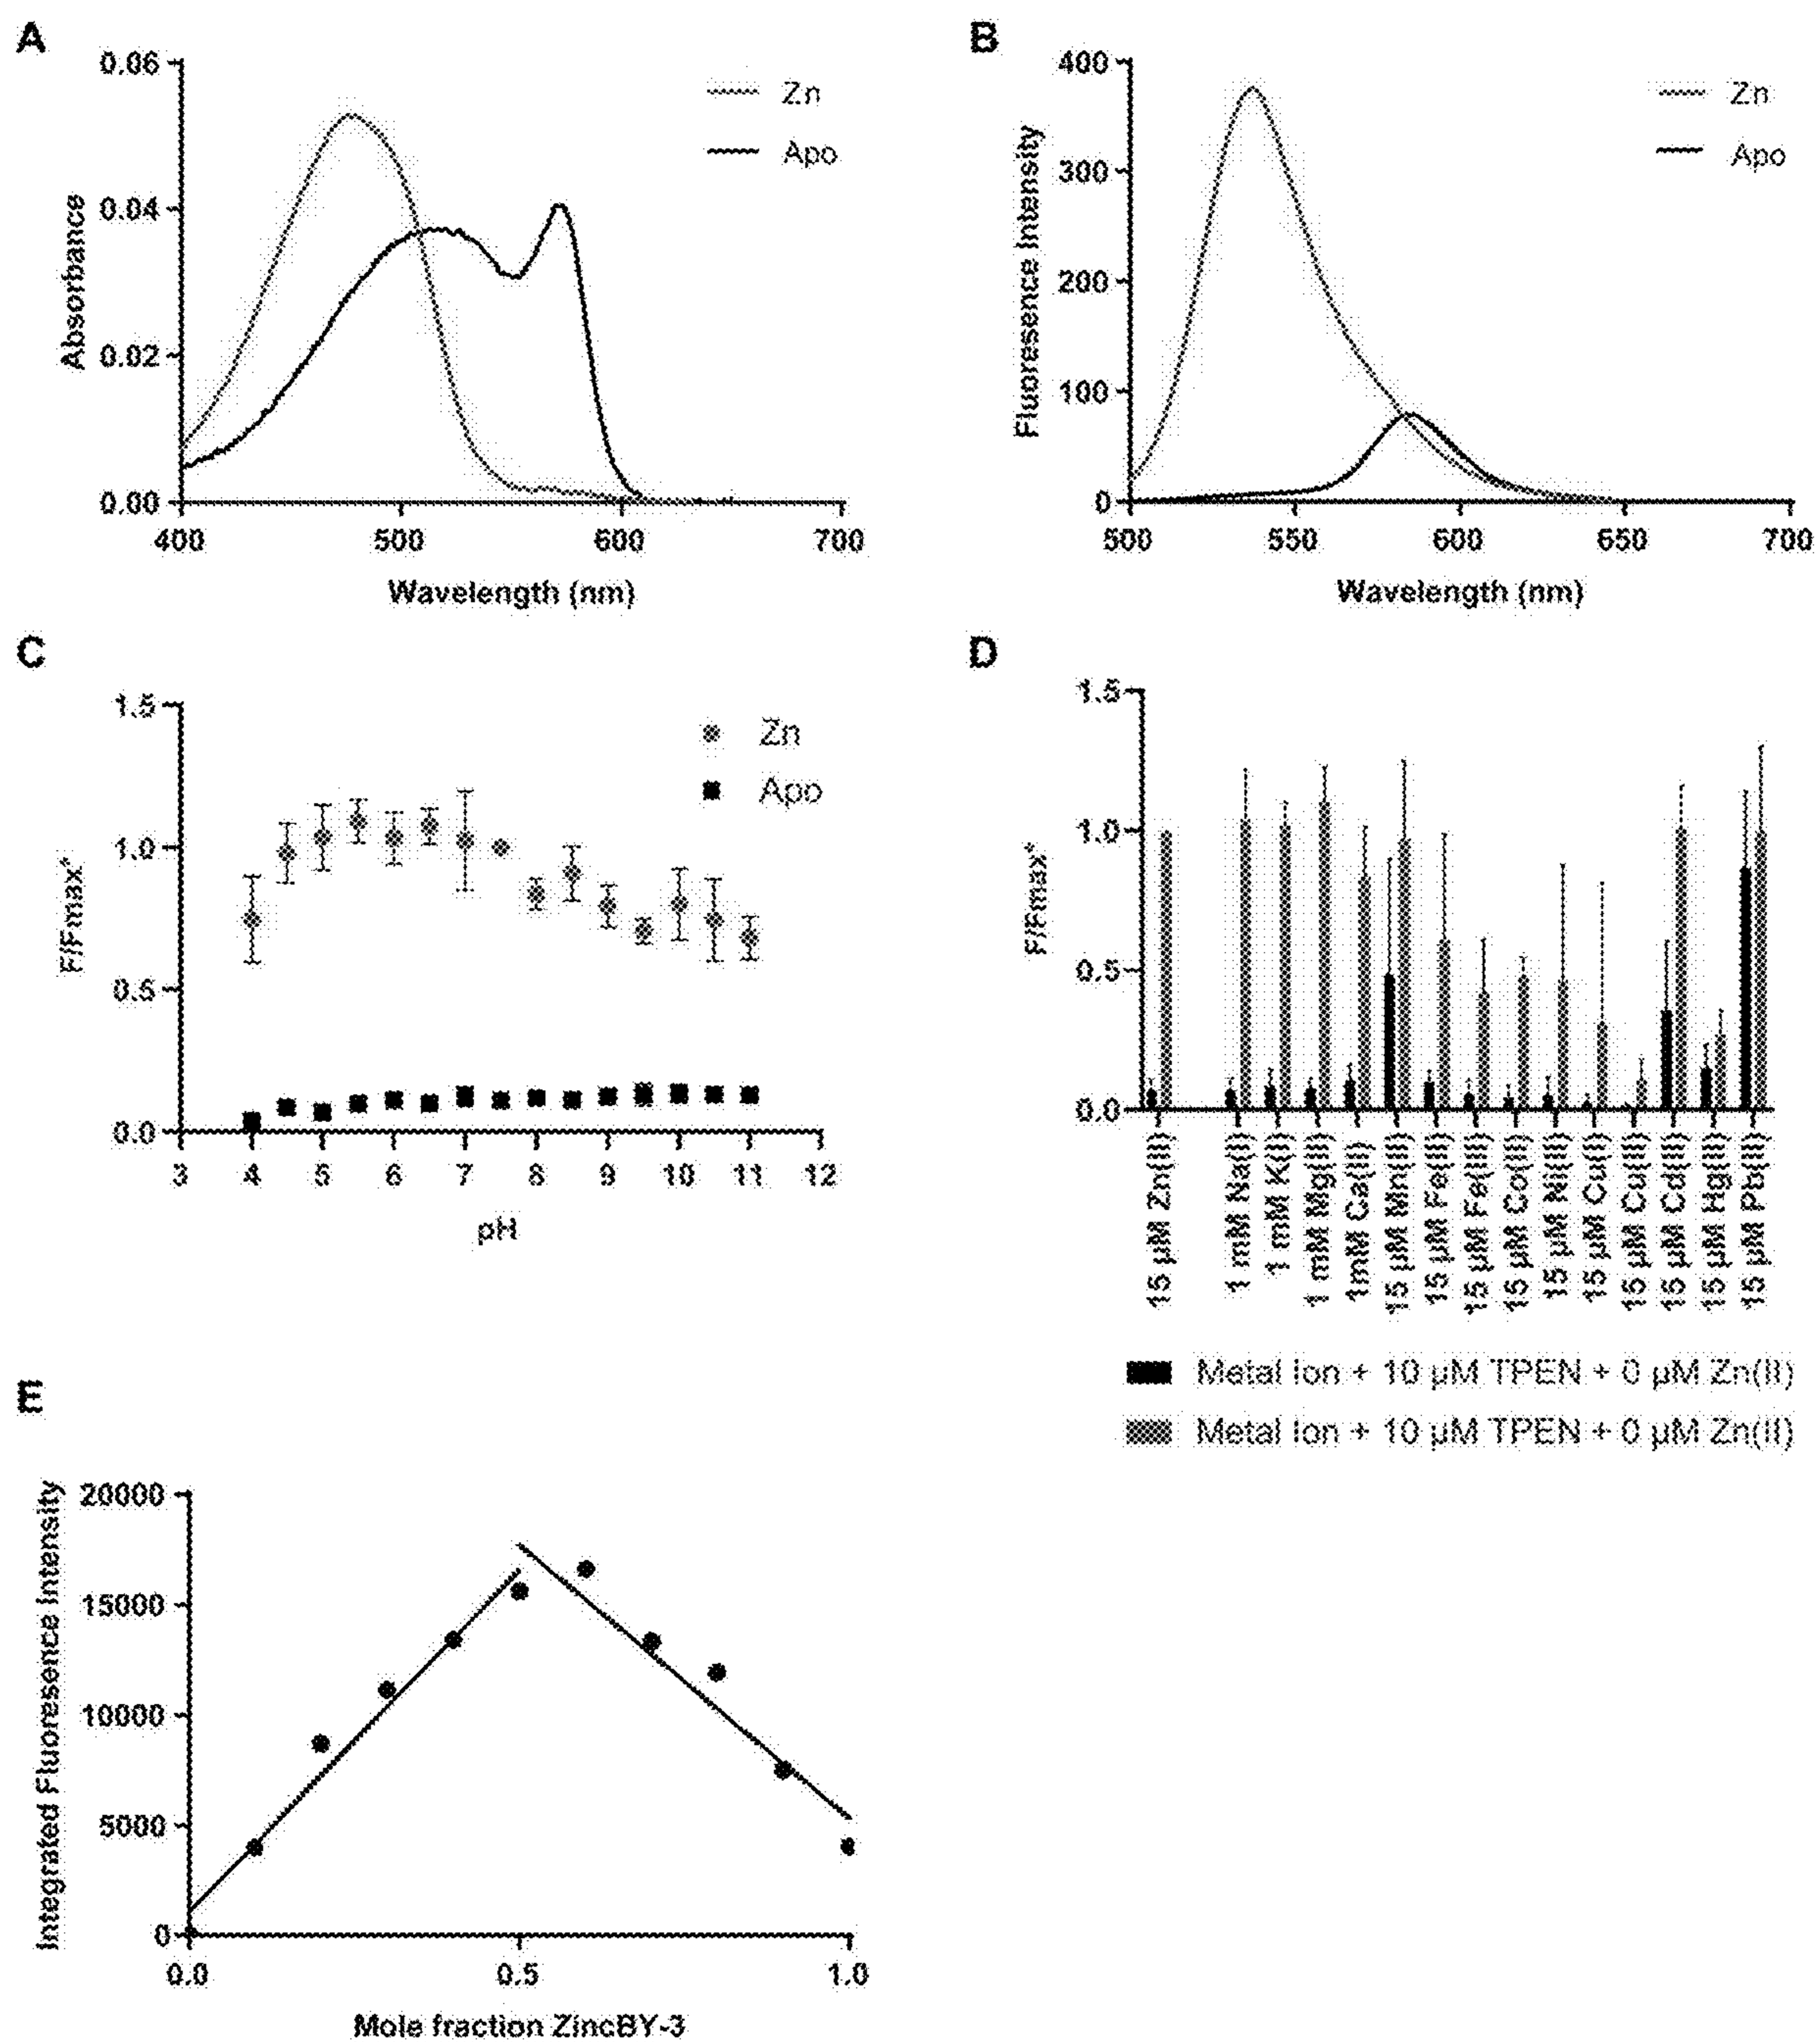 A
0.06
0.04
0.02
0.00
Absorbance
Zn
Apo
400 500 600 700
Wavelength (nm)
B
400
300
200
100
0
Fluoresence Intensity
Zn
Apo
500 550 600 650 700
Wavelength (nm)
C
1.5
1.0
0.5
0.0
F/Fmax*
Zn
Apo
3 4 5 6 7 8 9 10 11 12
pH
D
1.5
1.0
0.5
0.0
F/Fmax*
15 µM Zn(II)
1 mM Na(I)
1 mM K(I)
1 mM Mg(II)
1mM Ca(II)
15 µM Mn(II)
15 µM Fe(II)
15 µM Fe(III)
15 µM Co(II)
15 µM Ni(II)
15 µM Cu(I)
15 µM Cu(II)
15 µM Cd(II)
15 µM Hg(II)
15 µM Pb(II)
Metal Ion + 10 µM TPEN + 0 µM Zn(II)
Metal Ion + 10 µM TPEN + 0 µM Zn(II)
E
20000
15000
10000
5000
0
Integrated Fluoresence Intensity
0.0 0.5 1.0
Mole fraction ZincBY-3